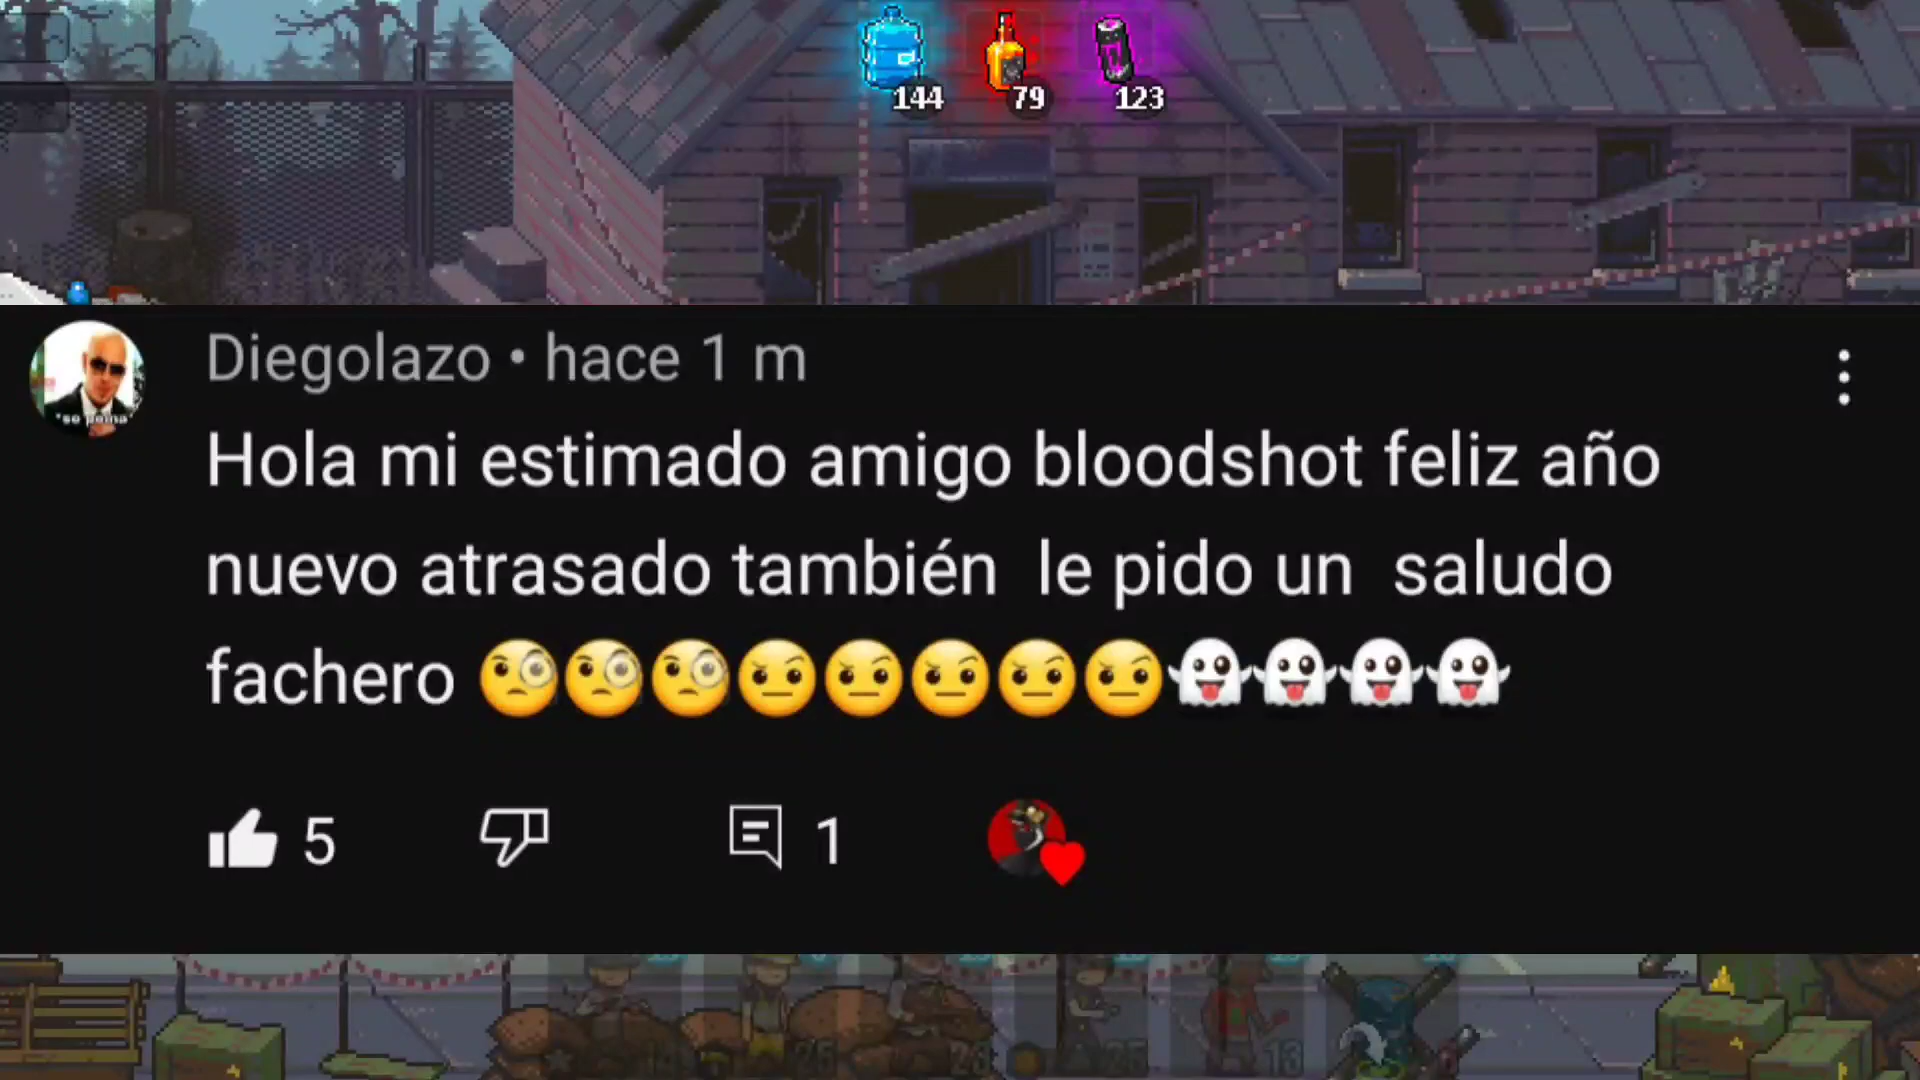 144 79 123
Diegolazo • hace 1 m
Hola mi estimado amigo bloodshot feliz año
nuevo atrasado también le pido un saludo
fachero 🧐🧐🧐🤨🤨🤨🤨🤨👻👻👻👻
5 1